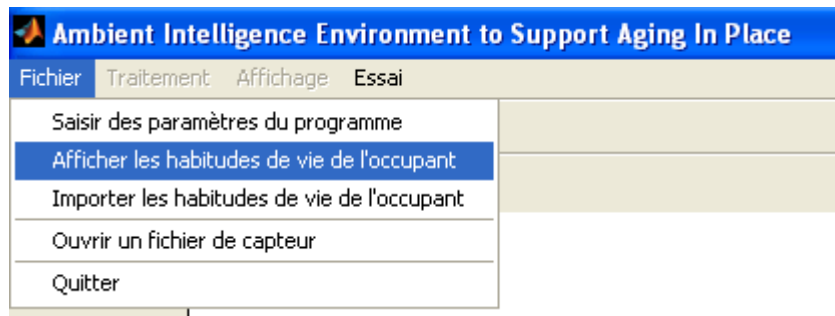 Ambient Intelligence Environment to Support Aging In Place
Fichier Traitement Affichage Essai
Saisir des paramètres du programme
Afficher les habitudes de vie de l'occupant
Importer les habitudes de vie de l'occupant
Ouvrir un fichier de capteur
Quitter